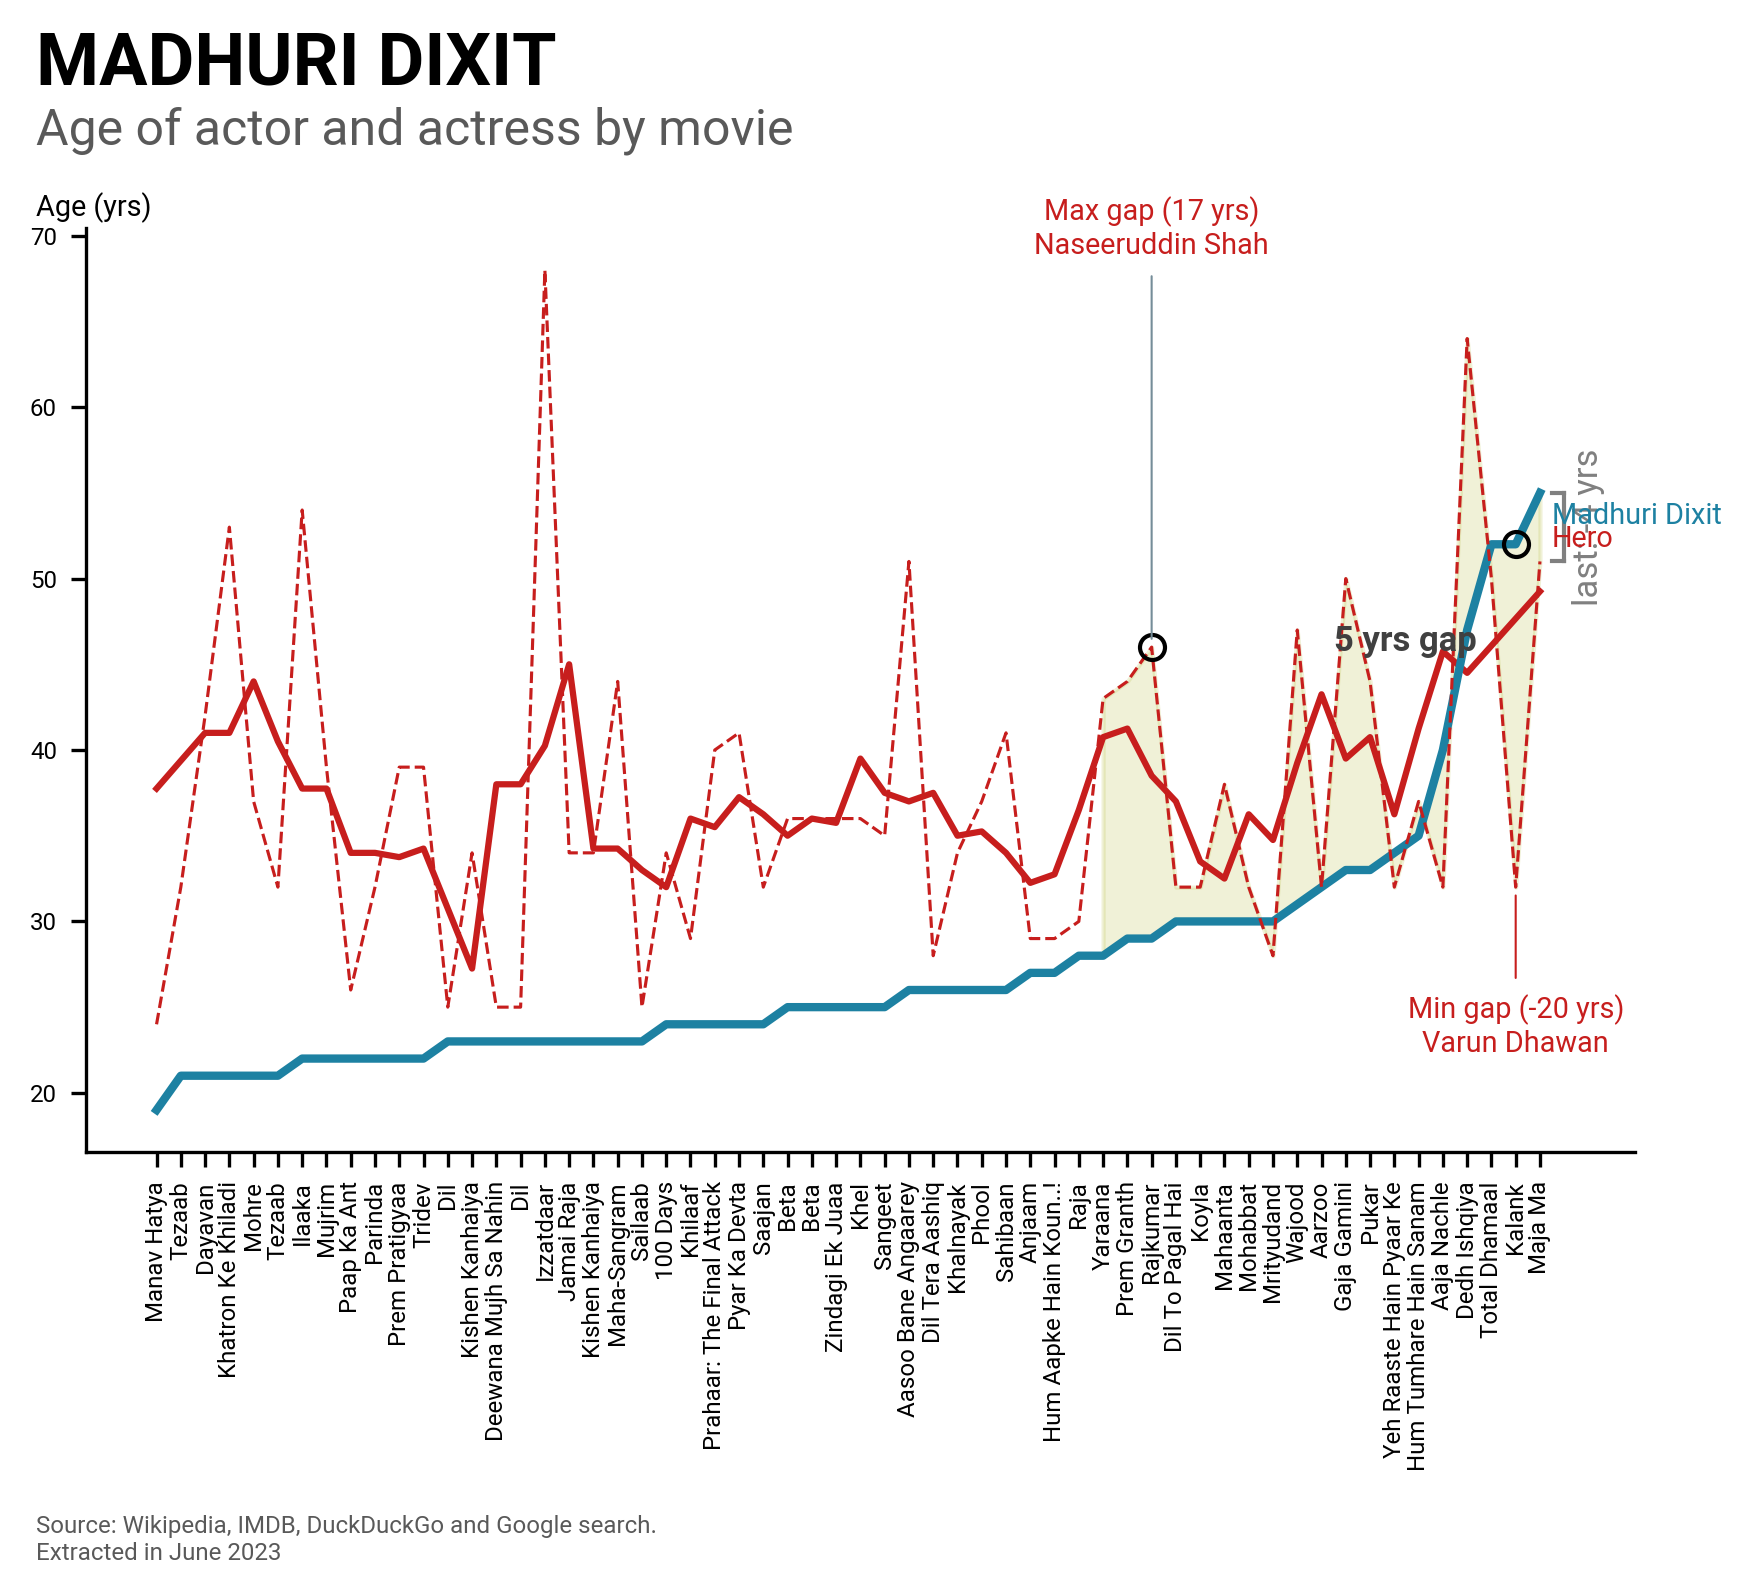 MADHURI DIXIT
Age of actor and actress by movie
Age (yrs)
Max gap (17 yrs)
Naseeruddin Shah
70
60
50
40
30
20
last: -4 yrs
Madhuri Dixit
Hero
5 yrs gap
Min gap (-20 yrs)
Varun Dhawan
Manav Hatya
Tezaab
Dayavan
Khatron Ke Khiladi
Mohre
Tezaab
Ilaaka
Mujrim
Paap Ka Ant
Parinda
Prem Pratigyaa
Tridev
Dil
Kishen Kanhaiya
Deewana Mujh Sa Nahin
Dil
Izzatdaar
Jamai Raja
Kishen Kanhaiya
Maha-Sangram
Sailaab
100 Days
Khilaaf
Prahaar: The Final Attack
Pyar Ka Devta
Saajan
Beta
Beta
Zindagi Ek Juaa
Khel
Sangeet
Aasoo Bane Angaarey
Dil Tera Aashiq
Khalnayak
Phool
Sahibaan
Anjaam
Hum Aapke Hain Koun..!
Raja
Yaraana
Prem Granth
Rajkumar
Dil To Pagal Hai
Koyla
Mahaanta
Mohabbat
Mrityudand
Wajood
Aarzoo
Gaja Gamini
Pukar
Yeh Raaste Hain Pyaar Ke
Hum Tumhare Hain Sanam
Aaja Nachle
Dedh Ishqiya
Total Dhamaal
Kalank
Maja Ma
Source: Wikipedia, IMDB, DuckDuckGo and Google search.
Extracted in June 2023